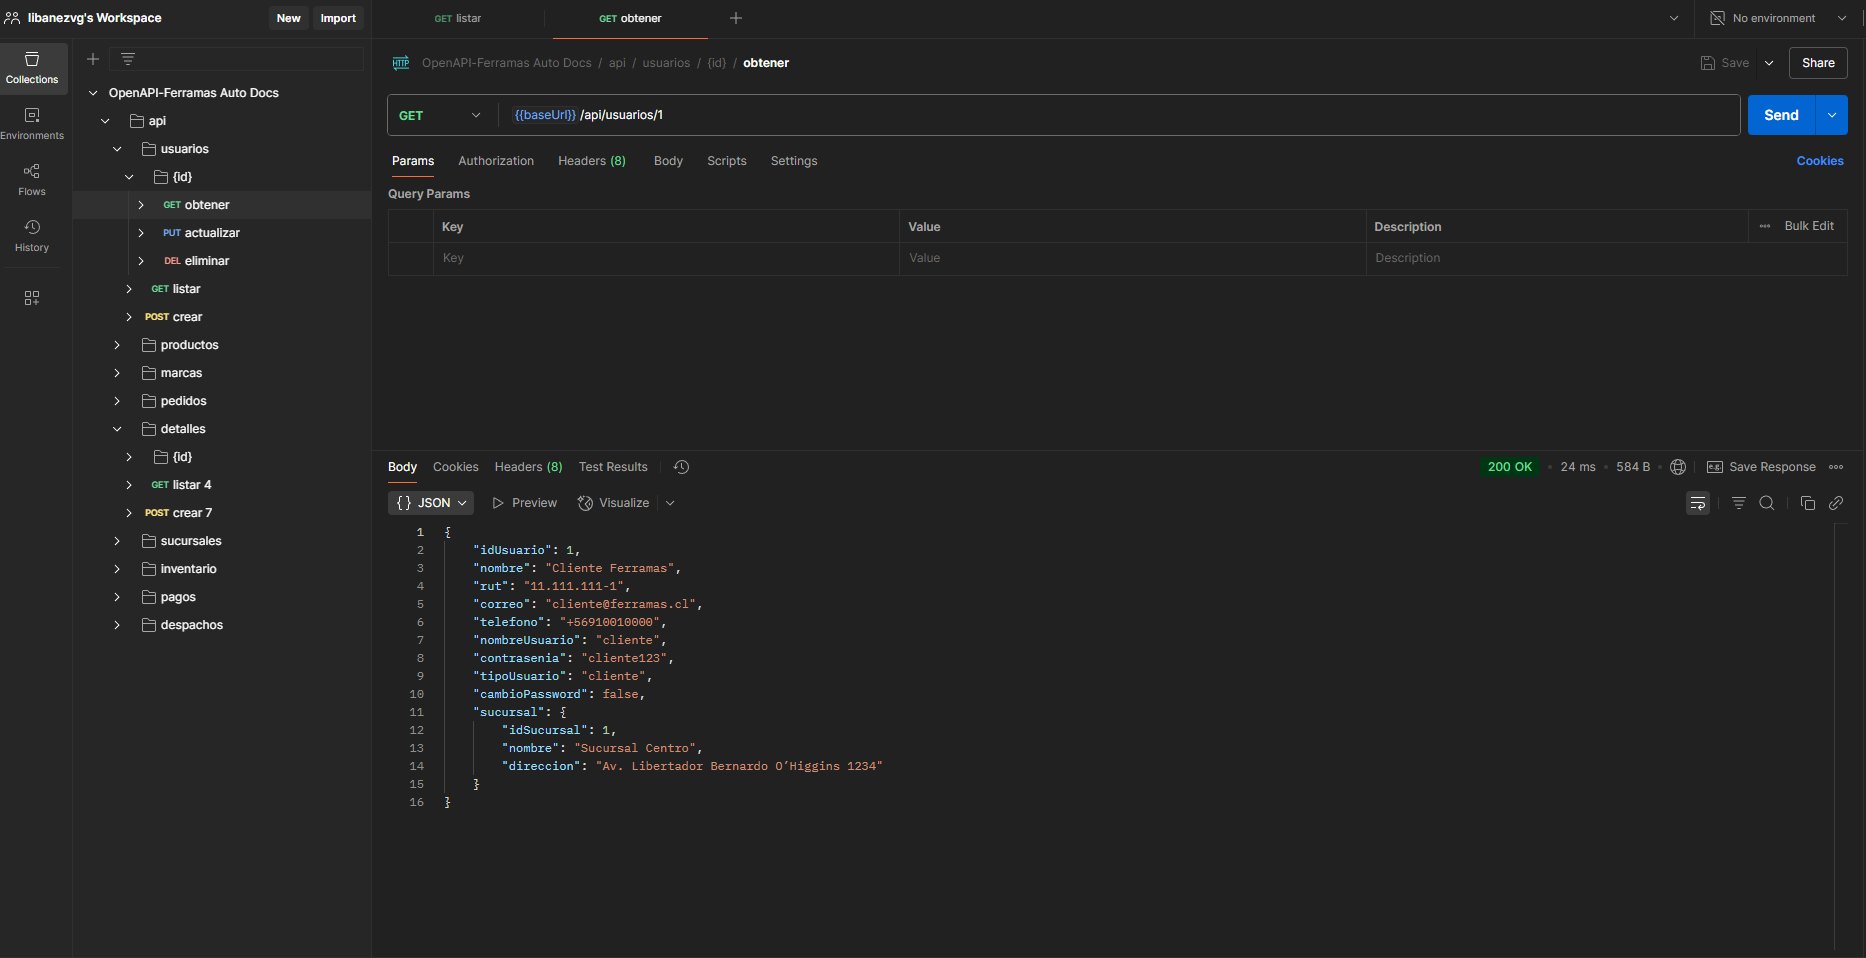 libanezvg's Workspace
New
Import
GET listar
GET obtener
No environment
Collections
Environments
Flows
History
OpenAPI-Ferramas Auto Docs
api
usuarios
{id}
GET obtener
PUT actualizar
DEL eliminar
GET listar
POST crear
productos
marcas
pedidos
detalles
{id}
GET listar 4
POST crear 7
sucursales
inventario
pagos
despachos
HTTP OpenAPI-Ferramas Auto Docs / api / usuarios / {id} / obtener
Save
Share
GET {{baseUrl}} /api/usuarios/1
Send
Params Authorization Headers (8) Body Scripts Settings
Cookies
Query Params
Key Value Description Bulk Edit
Key Value Description
Body Cookies Headers (8) Test Results
200 OK • 24 ms • 584 B • e.g. Save Response
{} JSON Preview Visualize
1 {
2 "idUsuario": 1,
3 "nombre": "Cliente Ferramas",
4 "rut": "11.111.111-1",
5 "correo": "cliente@ferramas.cl",
6 "telefono": "+56910010000",
7 "nombreUsuario": "cliente",
8 "contrasenia": "cliente123",
9 "tipoUsuario": "cliente",
10 "cambioPassword": false,
11 "sucursal": {
12 "idSucursal": 1,
13 "nombre": "Sucursal Centro",
14 "direccion": "Av. Libertador Bernardo O’Higgins 1234"
15 }
16 }